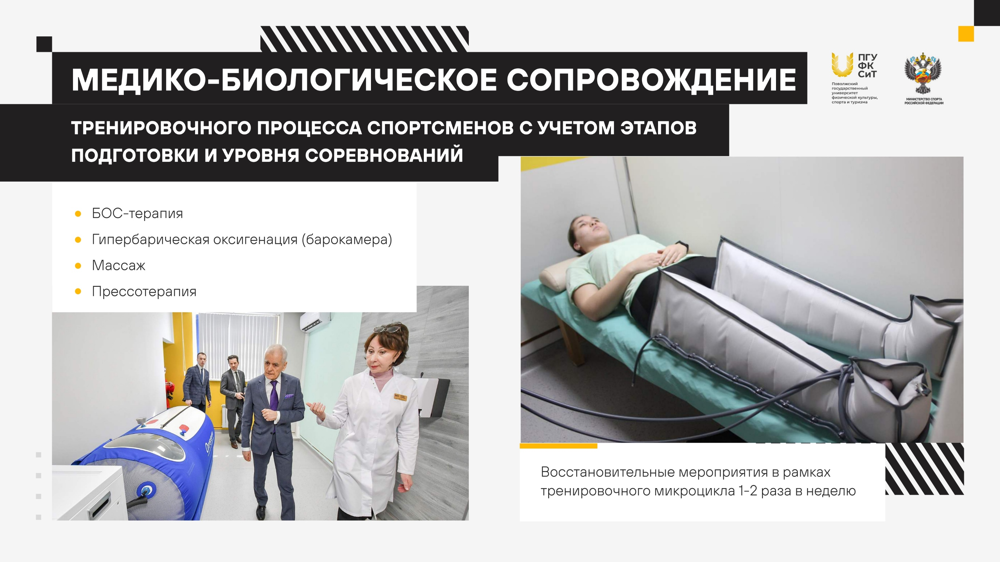 МЕДИКО-БИОЛОГИЧЕСКОЕ СОПРОВОЖДЕНИЕ
ТРЕНИРОВОЧНОГО ПРОЦЕССА СПОРТСМЕНОВ С УЧЕТОМ ЭТАПОВ
ПОДГОТОВКИ И УРОВНЯ СОРЕВНОВАНИЙ
ПГУ
ФК
СиТ
Поволжский
государственный
университет
физической культуры,
спорта и туризма
МИНИСТЕРСТВО СПОРТА
РОССИЙСКОЙ ФЕДЕРАЦИИ
БОС-терапия
Гипербарическая оксигенация (барокамера)
Массаж
Прессотерапия
Восстановительные мероприятия в рамках
тренировочного микроцикла 1-2 раза в неделю